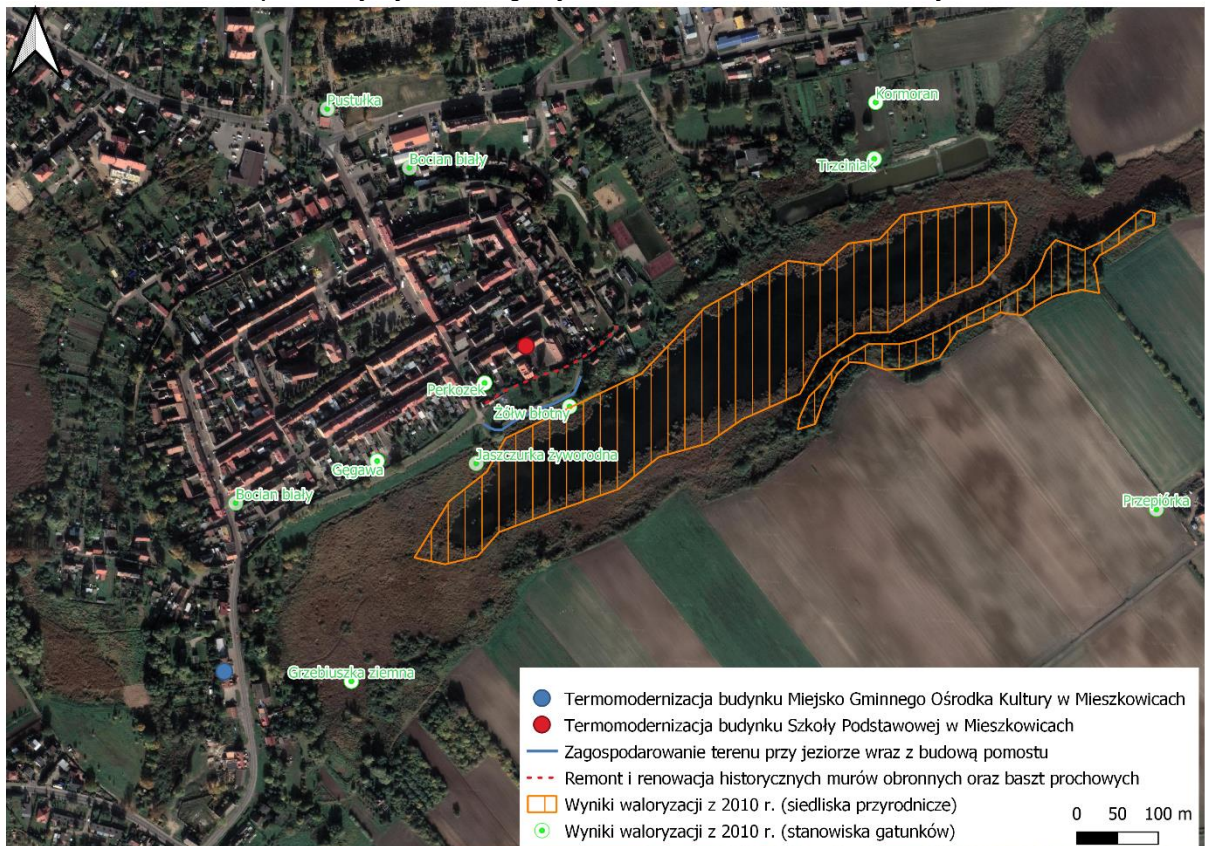 Pustułka
Kormoran
Bocian biały
Trzciniak
Perkozek
Żółw błotny
Jaszczurka żyworodna
Gęgawa
Bocian biały
Przepiórka
Grzebiuszka ziemna
Termomodernizacja budynku Miejsko Gminnego Ośrodka Kultury w Mieszkowicach
Termomodernizacja budynku Szkoły Podstawowej w Mieszkowicach
Zagospodarowanie terenu przy jeziorze wraz z budową pomostu
Remont i renowacja historycznych murów obronnych oraz baszt prochowych
Wyniki waloryzacji z 2010 r. (siedliska przyrodnicze)
Wyniki waloryzacji z 2010 r. (stanowiska gatunków)
0 50 100 m